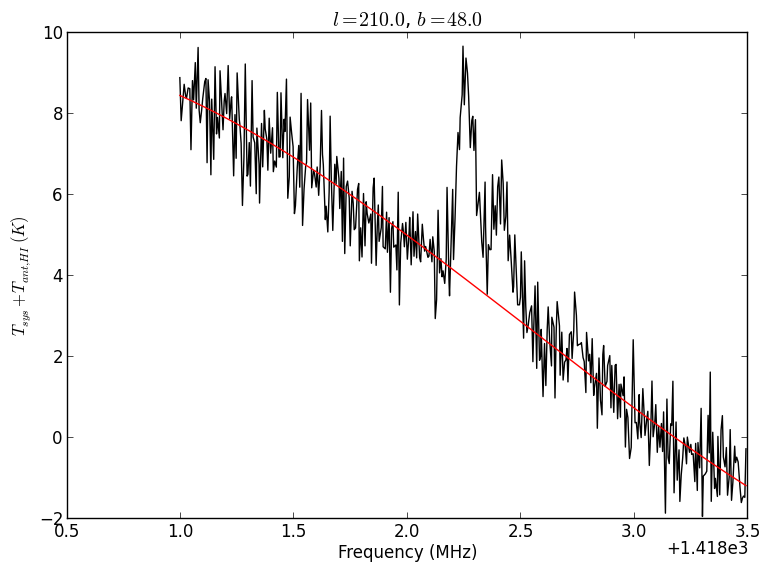 l = 210.0, b = 48.0
10
8
6
4
2
0
−2
T_sys + T_ant,HI (K)
0.5 1.0 1.5 2.0 2.5 3.0 3.5
Frequency (MHz)
+1.418e3